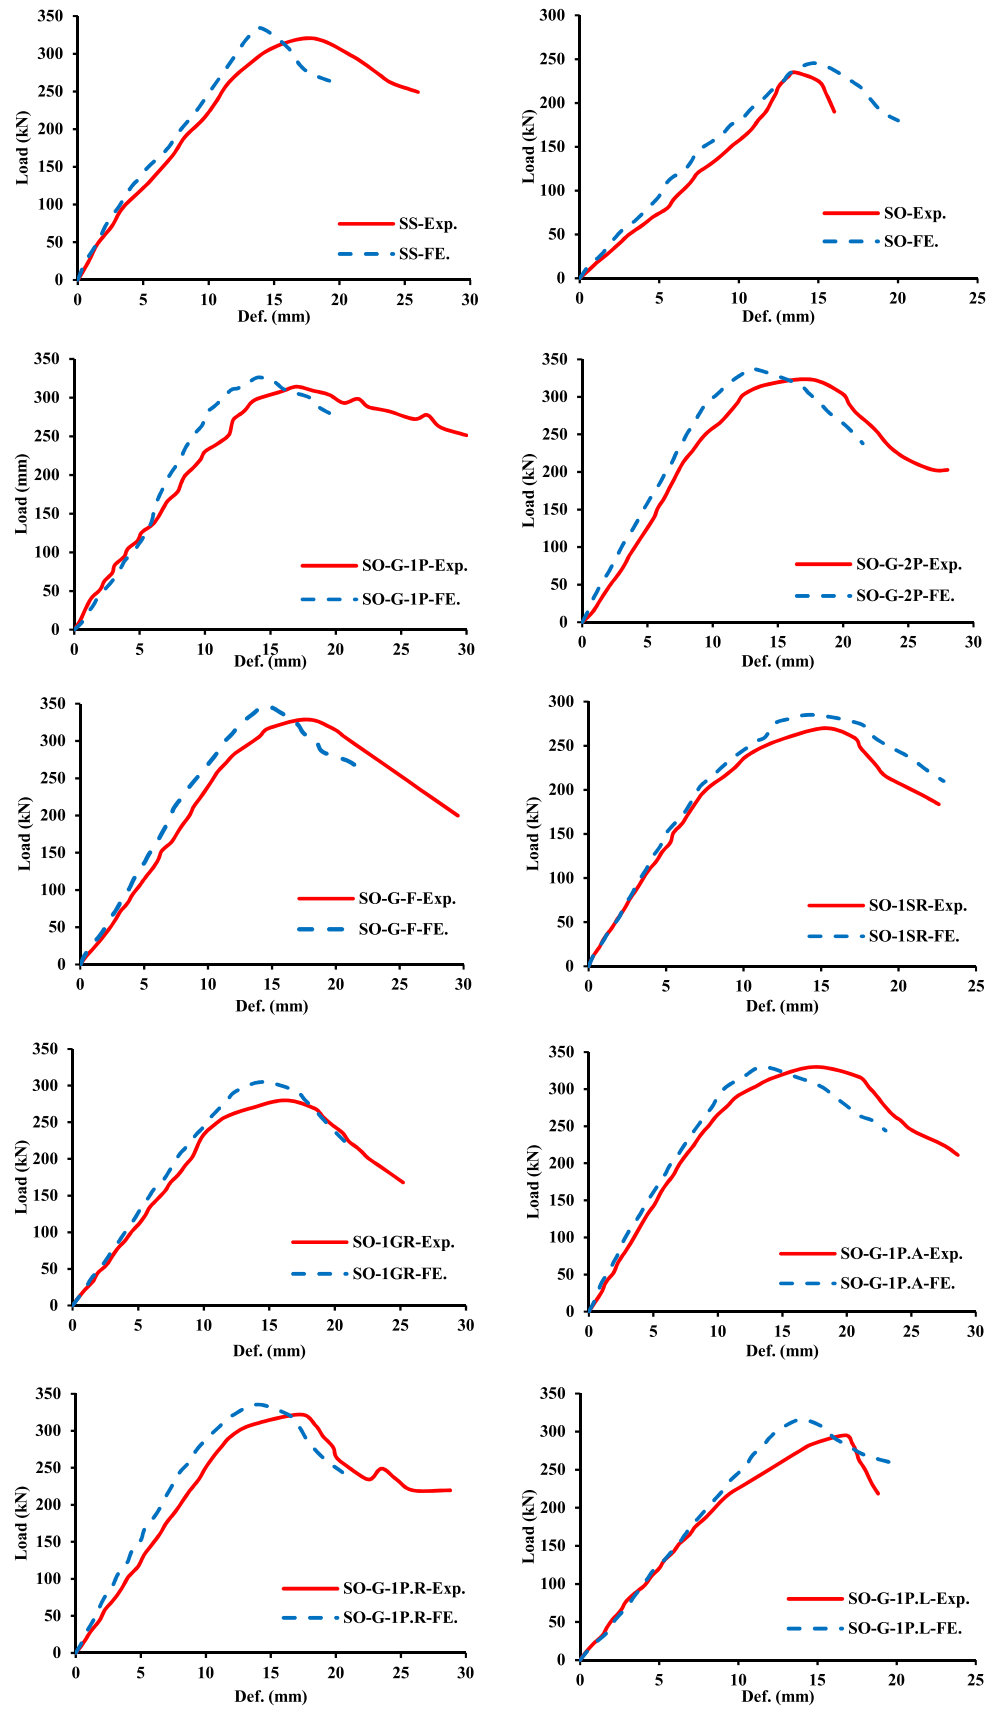 350
300
250
200
150
100
50
0
Load (kN)
SS-Exp.
SS-FE.
0 5 10 15 20 25 30
Def. (mm)
300
250
200
150
100
50
0
Load (kN)
SO-Exp.
SO-FE.
0 5 10 15 20 25
Def. (mm)
350
300
250
200
150
100
50
0
Load (mm)
SO-G-1P-Exp.
SO-G-1P-FE.
0 5 10 15 20 25 30
Def. (mm)
350
300
250
200
150
100
50
0
Load (kN)
SO-G-2P-Exp.
SO-G-2P-FE.
0 5 10 15 20 25 30
Def. (mm)
350
300
250
200
150
100
50
0
Load (kN)
SO-G-F-Exp.
SO-G-F-FE.
0 5 10 15 20 25 30
Def. (mm)
300
250
200
150
100
50
0
Load (kN)
SO-1SR-Exp.
SO-1SR-FE.
0 5 10 15 20 25
Def. (mm)
350
300
250
200
150
100
50
0
Load (kN)
SO-1GR-Exp.
SO-1GR-FE.
0 5 10 15 20 25 30
Def. (mm)
350
300
250
200
150
100
50
0
Load (kN)
SO-G-1P.A-Exp.
SO-G-1P.A-FE.
0 5 10 15 20 25 30
Def. (mm)
350
300
250
200
150
100
50
0
Load (kN)
SO-G-1P.R-Exp.
SO-G-1P.R-FE.
0 5 10 15 20 25 30
Def. (mm)
350
300
250
200
150
100
50
0
Load (kN)
SO-G-1P.L-Exp.
SO-G-1P.L-FE.
0 5 10 15 20 25
Def. (mm)